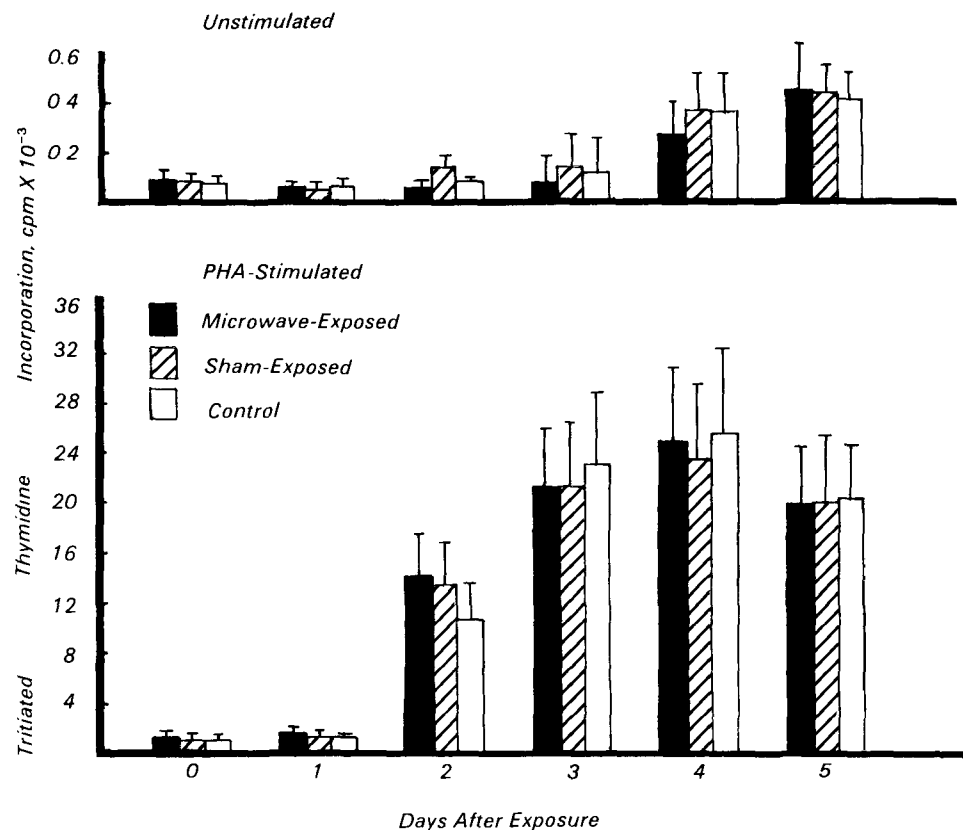 Unstimulated
0.6
0 4
0 2
Incorporation, cpm X 10⁻³
PHA-Stimulated
Microwave-Exposed
Sham-Exposed
Control
36
32
28
24
20
16
12
8
4
Tritiated Thymidine
0 1 2 3 4 5
Days After Exposure